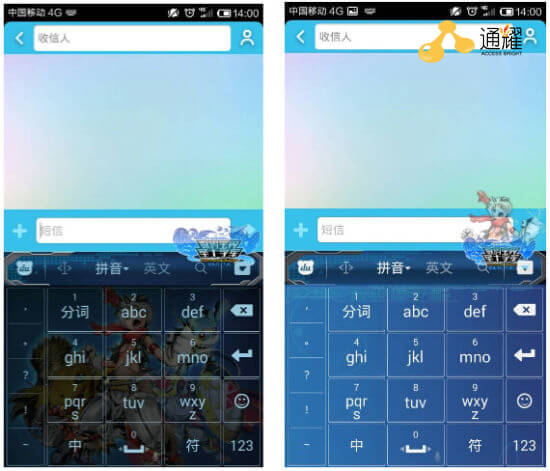 中国移动 4G 14:00
收信人
短信
du 拼音 英文
, 1 分词 2 abc 3 def
。 4 ghi 5 jkl 6 mno
?
! 7 pqrs 8 tuv 9 wxyz
~ 中 0 符 123
中国移动 4G 14:00
通耀
ACCESS BRIGHT
收信人
短信
du 拼音 英文
, 1 分词 2 abc 3 def
。 4 ghi 5 jkl 6 mno
?
! 7 pqrs 8 tuv 9 wxyz
~ 中 0 符 123